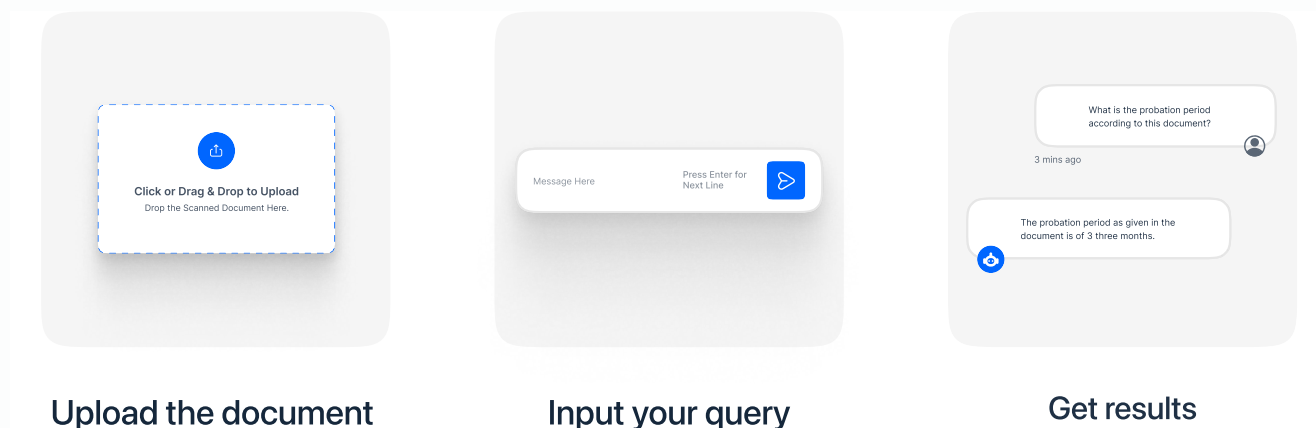 Click or Drag & Drop to Upload
Drop the Scanned Document Here.
Upload the document
Message Here
Press Enter for
Next Line
Input your query
What is the probation period
according to this document?
3 mins ago
The probation period as given in the
document is of 3 three months.
Get results